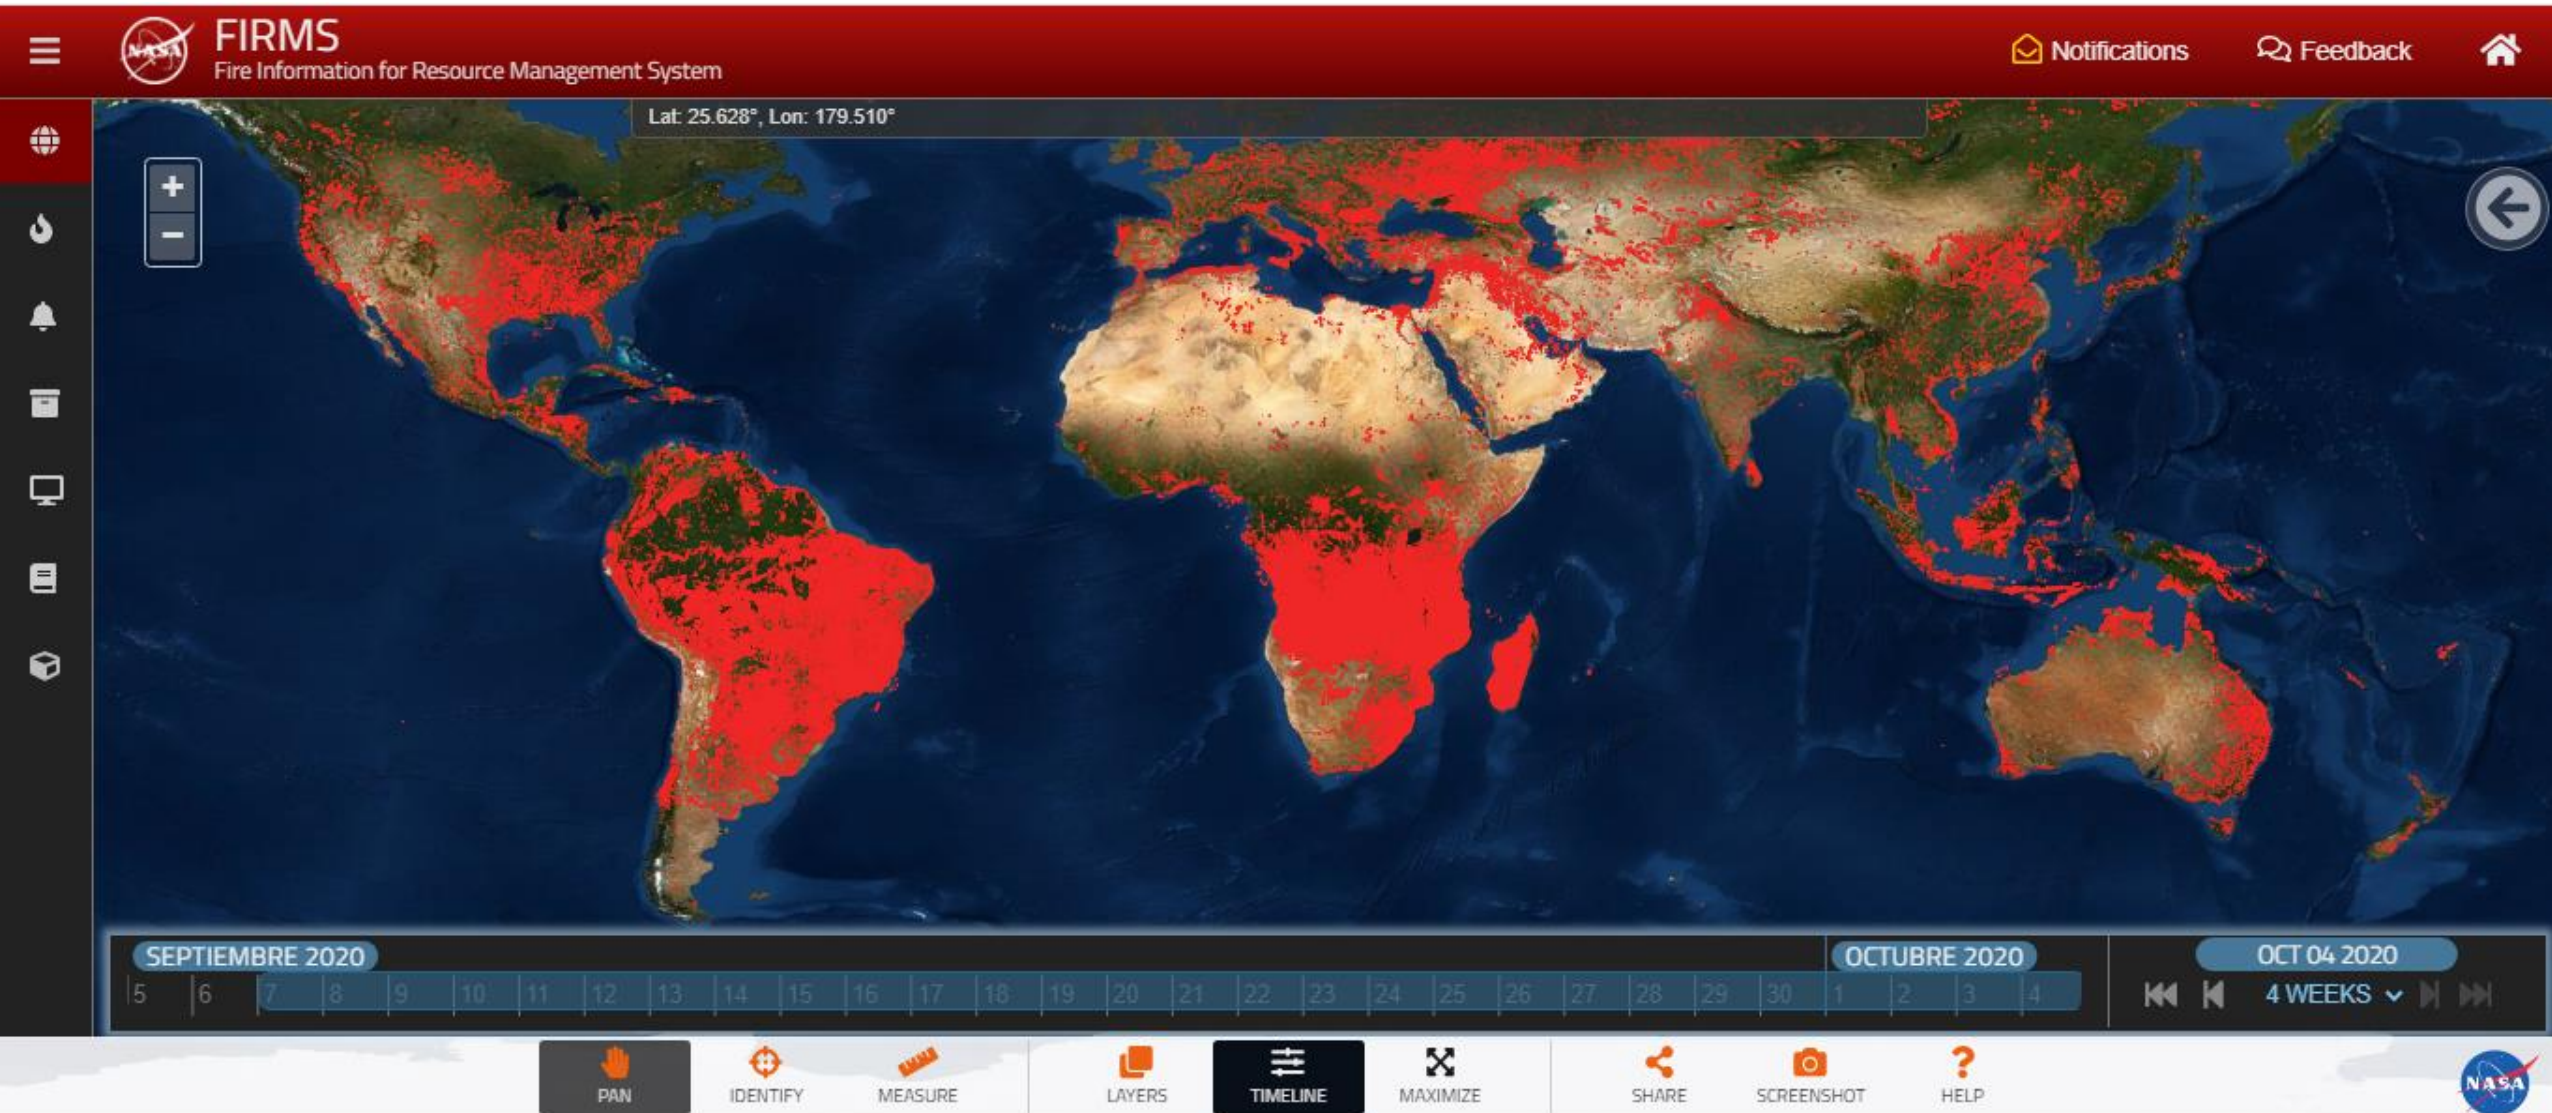 NASA
FIRMS
Fire Information for Resource Management System
Notifications
Feedback
Lat: 25.628°, Lon: 179.510°
+
−
SEPTIEMBRE 2020
OCTUBRE 2020
OCT 04 2020
5 6 7 8 9 10 11 12 13 14 15 16 17 18 19 20 21 22 23 24 25 26 27 28 29 30 1 2 3 4
4 WEEKS
PAN
IDENTIFY
MEASURE
LAYERS
TIMELINE
MAXIMIZE
SHARE
SCREENSHOT
HELP
NASA